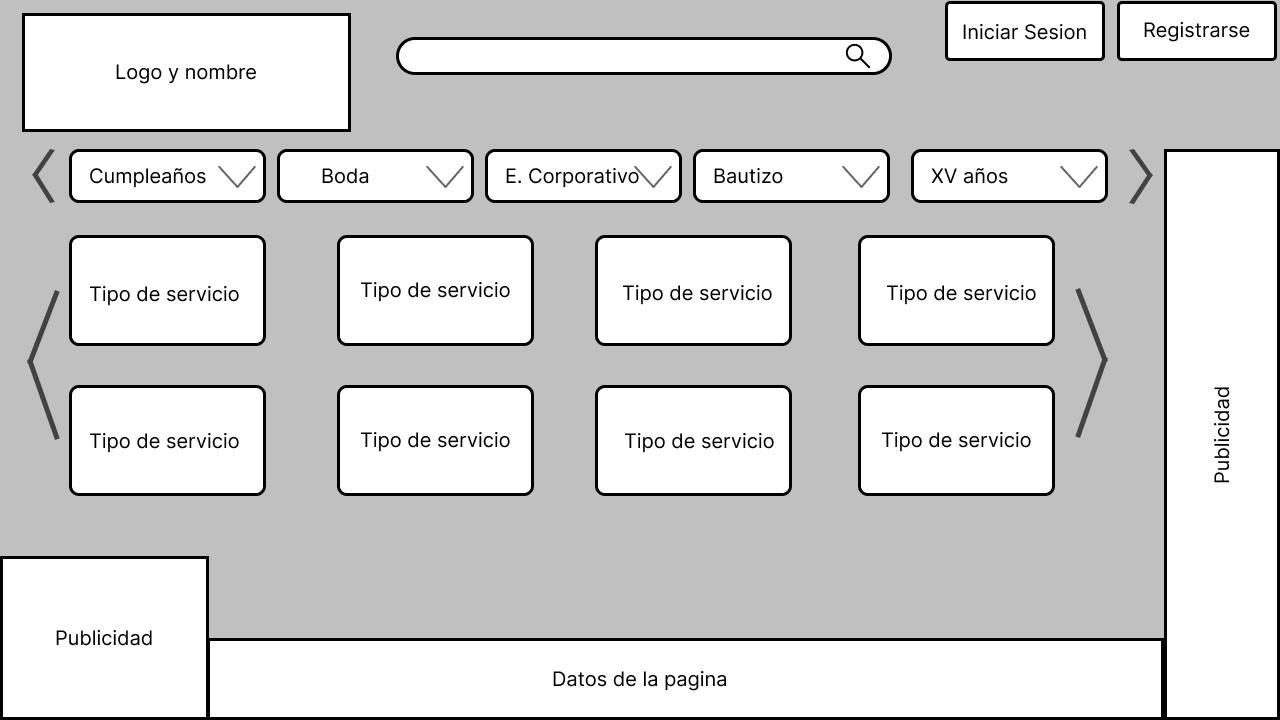 Logo y nombre
Iniciar Sesion
Registrarse
Cumpleaños
Boda
E. Corporativo
Bautizo
XV años
Tipo de servicio
Tipo de servicio
Tipo de servicio
Tipo de servicio
Tipo de servicio
Tipo de servicio
Tipo de servicio
Tipo de servicio
Publicidad
Publicidad
Datos de la pagina